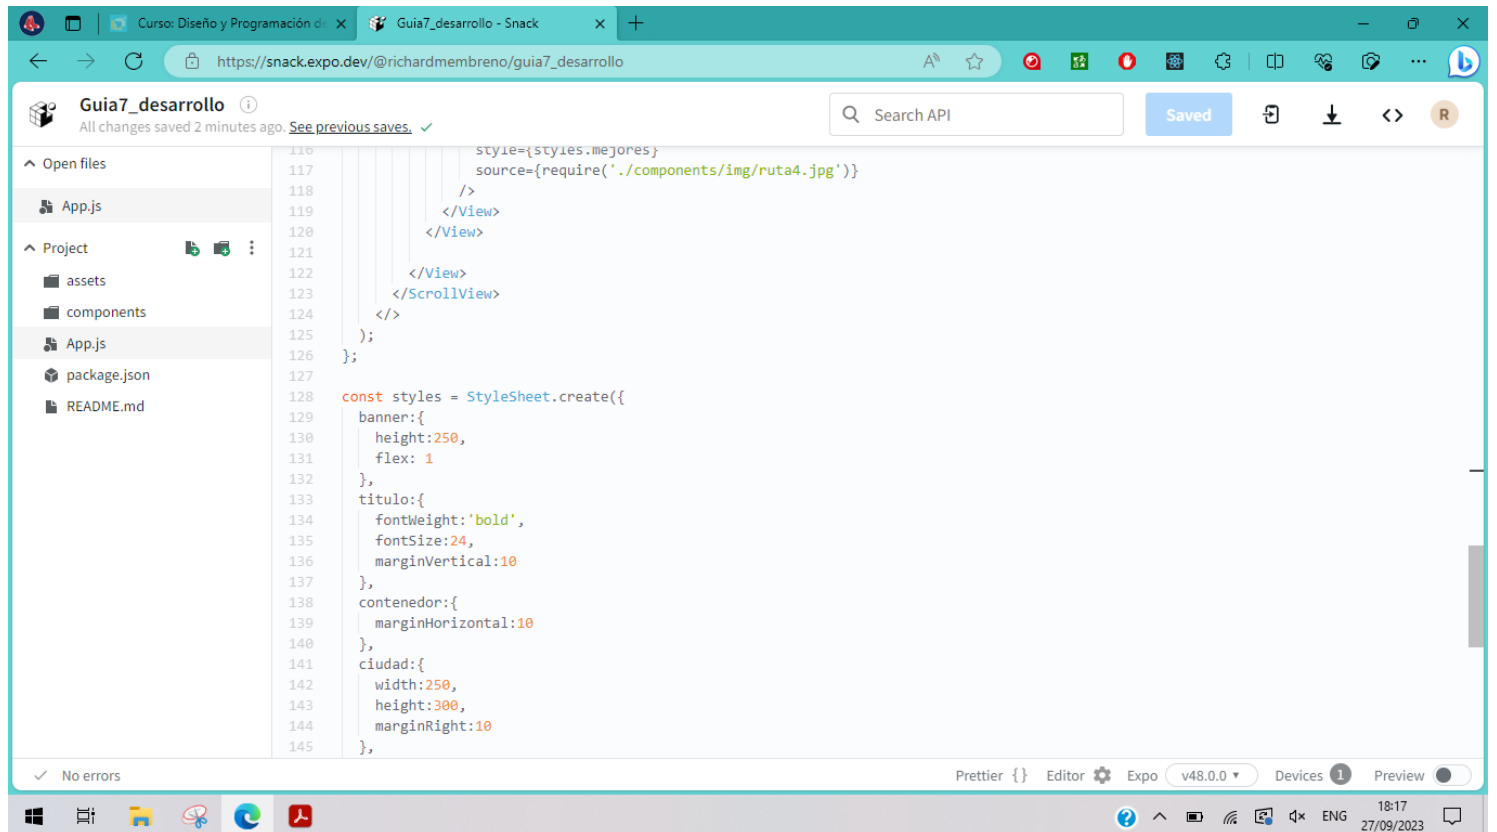 Curso: Diseño y Programación de
Guia7_desarrollo - Snack
https://snack.expo.dev/@richardmembreno/guia7_desarrollo
Guia7_desarrollo
All changes saved 2 minutes ago. See previous saves.
Search API
Saved
R
Open files
App.js
Project
assets
components
App.js
package.json
README.md
116 style={styles.mejores}
117 source={require('./components/img/ruta4.jpg')}
118 />
119 </View>
120 </View>
121
122 </View>
123 </ScrollView>
124 </>
125 );
126 };
127
128 const styles = StyleSheet.create({
129 banner:{
130 height:250,
131 flex: 1
132 },
133 titulo:{
134 fontWeight:'bold',
135 fontSize:24,
136 marginVertical:10
137 },
138 contenedor:{
139 marginHorizontal:10
140 },
141 ciudad:{
142 width:250,
143 height:300,
144 marginRight:10
145 },
No errors
Prettier {} Editor Expo v48.0.0 Devices 1 Preview
ENG
18:17
27/09/2023